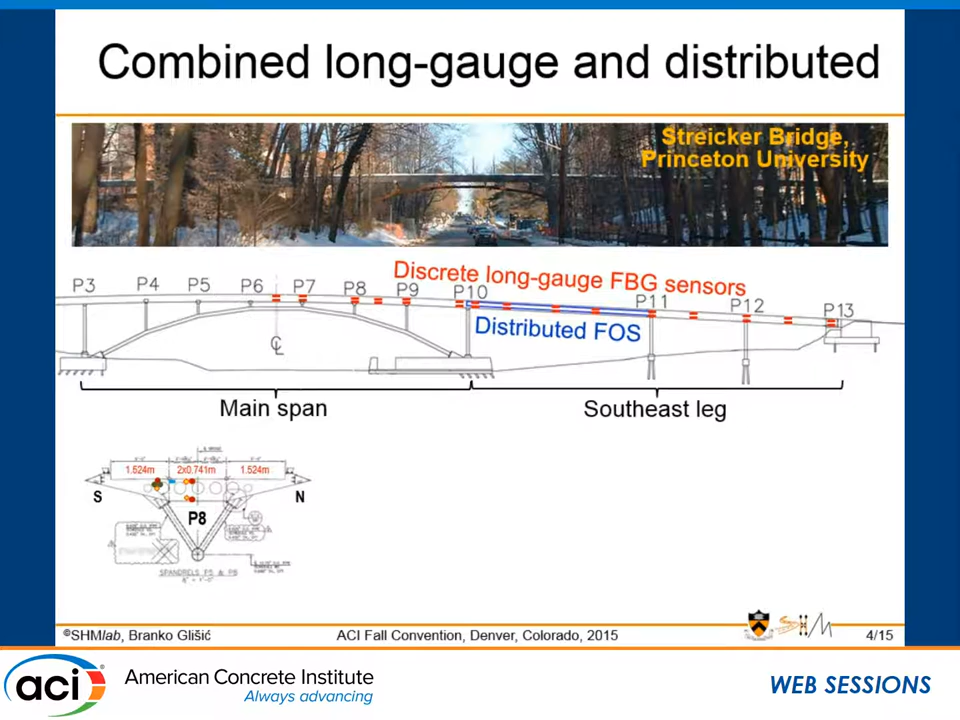 Combined long-gauge and distributed
Streicker Bridge,
Princeton University
Discrete long-gauge FBG sensors
P3 P4 P5 P6 P7 P8 P9 P10 P11 P12 P13
Distributed FOS
Main span
Southeast leg
1.524m 2x0.741m 1.524m
S N
P8
SPANDRELS P5 & P8
©SHMlab, Branko Glišić
ACI Fall Convention, Denver, Colorado, 2015
4/15
aci
American Concrete Institute
Always advancing
WEB SESSIONS